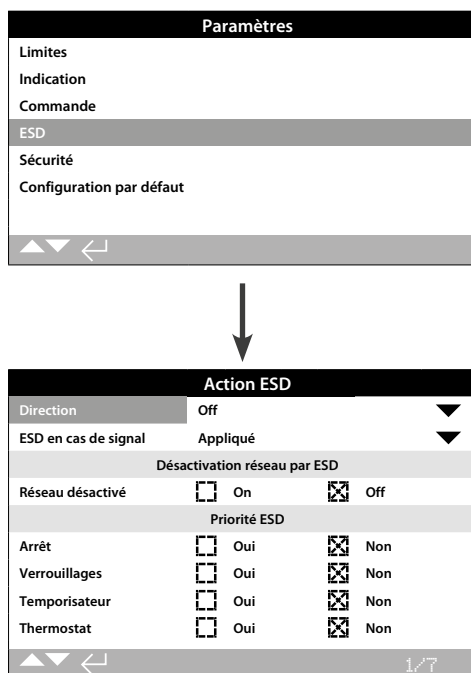 Paramètres
Limites
Indication
Commande
ESD
Sécurité
Configuration par défaut
Action ESD
Direction Off
ESD en cas de signal Appliqué
Désactivation réseau par ESD
Réseau désactivé On Off
Priorité ESD
Arrêt Oui Non
Verrouillages Oui Non
Temporisateur Oui Non
Thermostat Oui Non
1/7